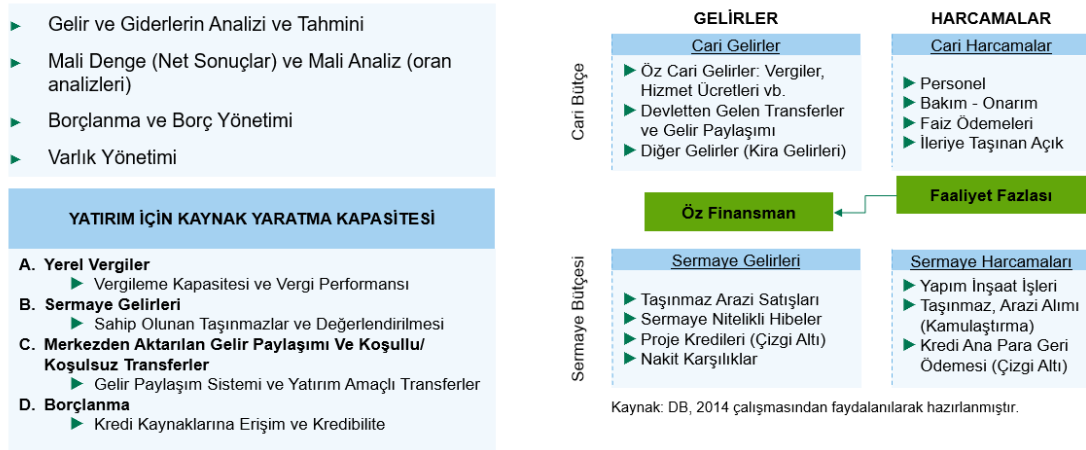 Gelir ve Giderlerin Analizi ve Tahmini
Mali Denge (Net Sonuçlar) ve Mali Analiz (oran
analizleri)
Borçlanma ve Borç Yönetimi
Varlık Yönetimi
YATIRIM İÇİN KAYNAK YARATMA KAPASİTESİ
A. Yerel Vergiler
Vergileme Kapasitesi ve Vergi Performansı
B. Sermaye Gelirleri
Sahip Olunan Taşınmazlar ve Değerlendirilmesi
C. Merkezden Aktarılan Gelir Paylaşımı Ve Koşullu/
Koşulsuz Transferler
Gelir Paylaşım Sistemi ve Yatırım Amaçlı Transferler
D. Borçlanma
Kredi Kaynaklarına Erişim ve Kredibilite
GELİRLER
HARCAMALAR
Cari Bütçe
Cari Gelirler
Öz Cari Gelirler: Vergiler,
Hizmet Ücretleri vb.
Devletten Gelen Transferler
ve Gelir Paylaşımı
Diğer Gelirler (Kira Gelirleri)
Cari Harcamalar
Personel
Bakım - Onarım
Faiz Ödemeleri
İleriye Taşınan Açık
Öz Finansman
Faaliyet Fazlası
Sermaye Bütçesi
Sermaye Gelirleri
Taşınmaz Arazi Satışları
Sermaye Nitelikli Hibeler
Proje Kredileri (Çizgi Altı)
Nakit Karşılıklar
Sermaye Harcamaları
Yapım İnşaat İşleri
Taşınmaz, Arazi Alımı
(Kamulaştırma)
Kredi Ana Para Geri
Ödemesi (Çizgi Altı)
Kaynak: DB, 2014 çalışmasından faydalanılarak hazırlanmıştır.